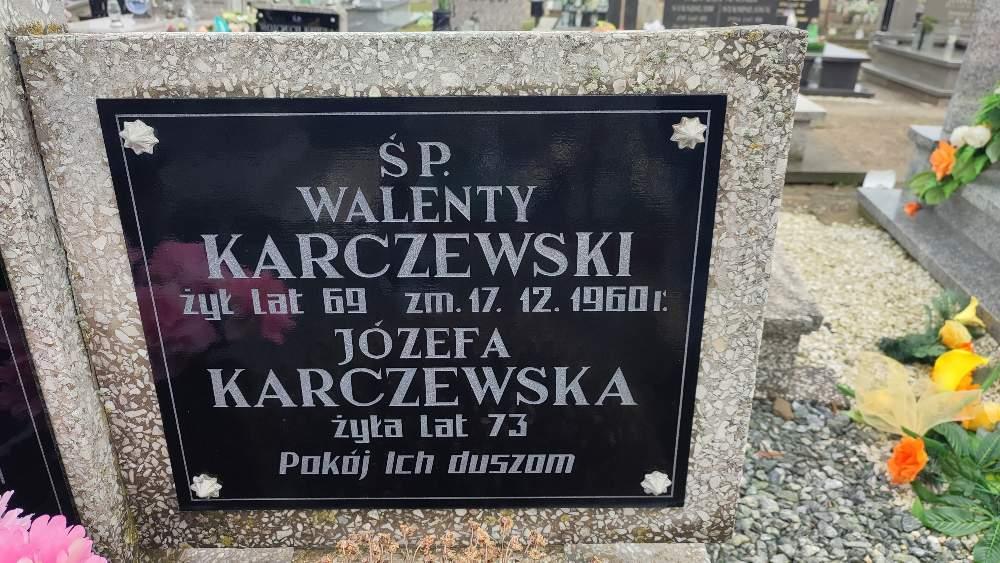 ŚP.
WALENTY
KARCZEWSKI
żył lat 69 zm. 17. 12. 1960 r.
JÓZEFA
KARCZEWSKA
żyła lat 73
Pokój Ich duszom